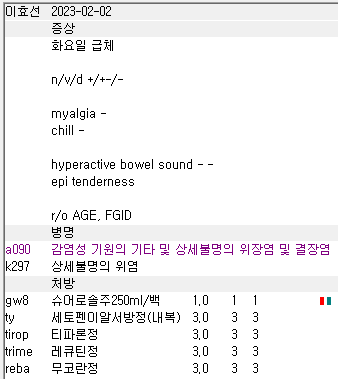 이효선 2023-02-02
증상
화요일 급체
n/v/d +/+-/-
myalgia -
chill -
hyperactive bowel sound - -
epi tenderness
r/o AGE, FGID
병명
a090 감염성 기원의 기타 및 상세불명의 위장염 및 결장염
k297 상세불명의 위염
처방
gw8 슈어로솔주250ml/백 1.0 1 1
ty 세토펜이알서방정(내복) 3.0 3 3
tirop 티파론정 3.0 3 3
trime 레큐틴정 3.0 3 3
reba 무코란정 3.0 3 3